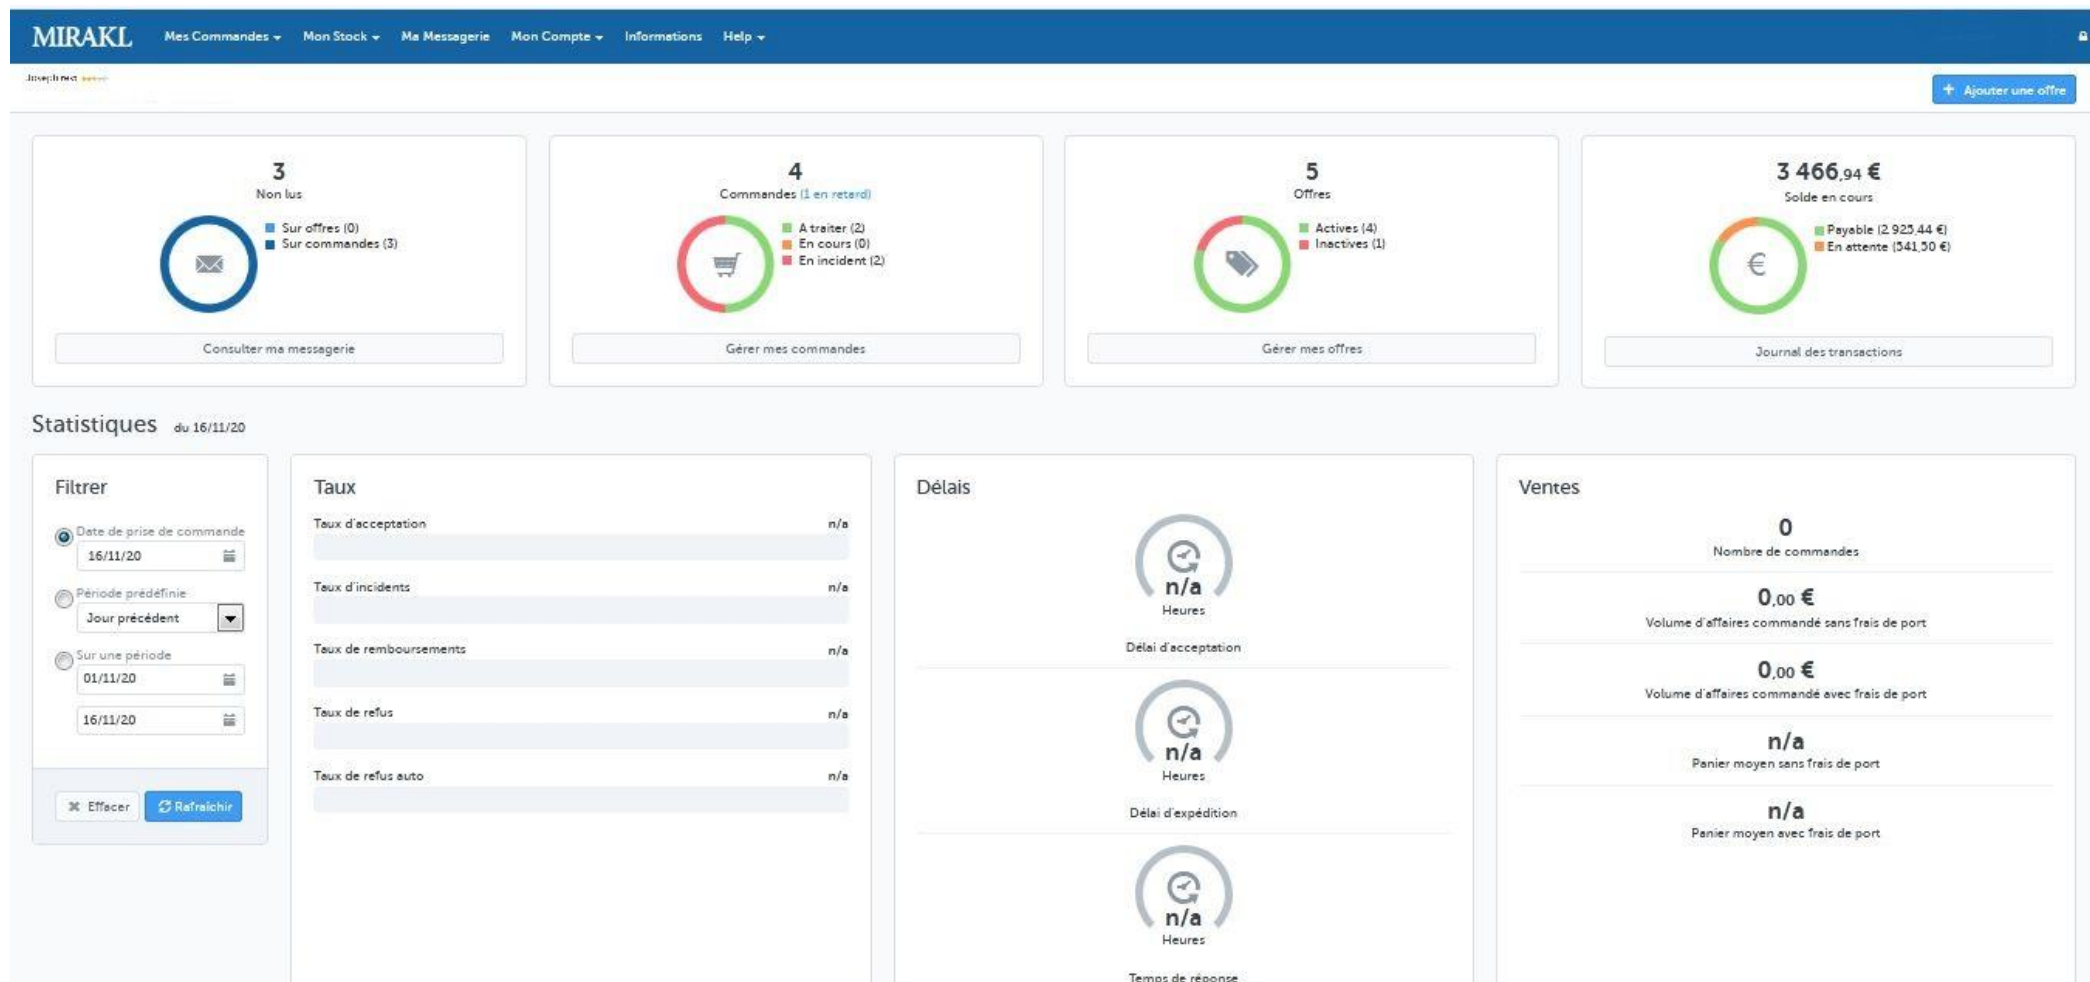 MIRAKL Mes Commandes Mon Stock Ma Messagerie Mon Compte Informations Help
Ajouter une offre
3
Non lus
Sur offres (0)
Sur commandes (3)
Consulter ma messagerie
4
Commandes (1 en retard)
A traiter (2)
En cours (0)
En incident (2)
Gérer mes commandes
5
Offres
Actives (4)
Inactives (1)
Gérer mes offres
3 466,94 €
Solde en cours
Payable (2 925,44 €)
En attente (541,50 €)
Journal des transactions
Statistiques du 16/11/20
Filtrer
Date de prise de commande
16/11/20
Période prédéfinie
Jour précédent
Sur une période
01/11/20
16/11/20
Effacer Rafraîchir
Taux
Taux d'acceptation n/a
Taux d'incidents n/a
Taux de remboursements n/a
Taux de refus n/a
Taux de refus auto n/a
Délais
n/a
Heures
Délai d'acceptation
n/a
Heures
Délai d'expédition
n/a
Heures
Temps de réponse
Ventes
0
Nombre de commandes
0,00 €
Volume d'affaires commandé sans frais de port
0,00 €
Volume d'affaires commandé avec frais de port
n/a
Panier moyen sans frais de port
n/a
Panier moyen avec frais de port